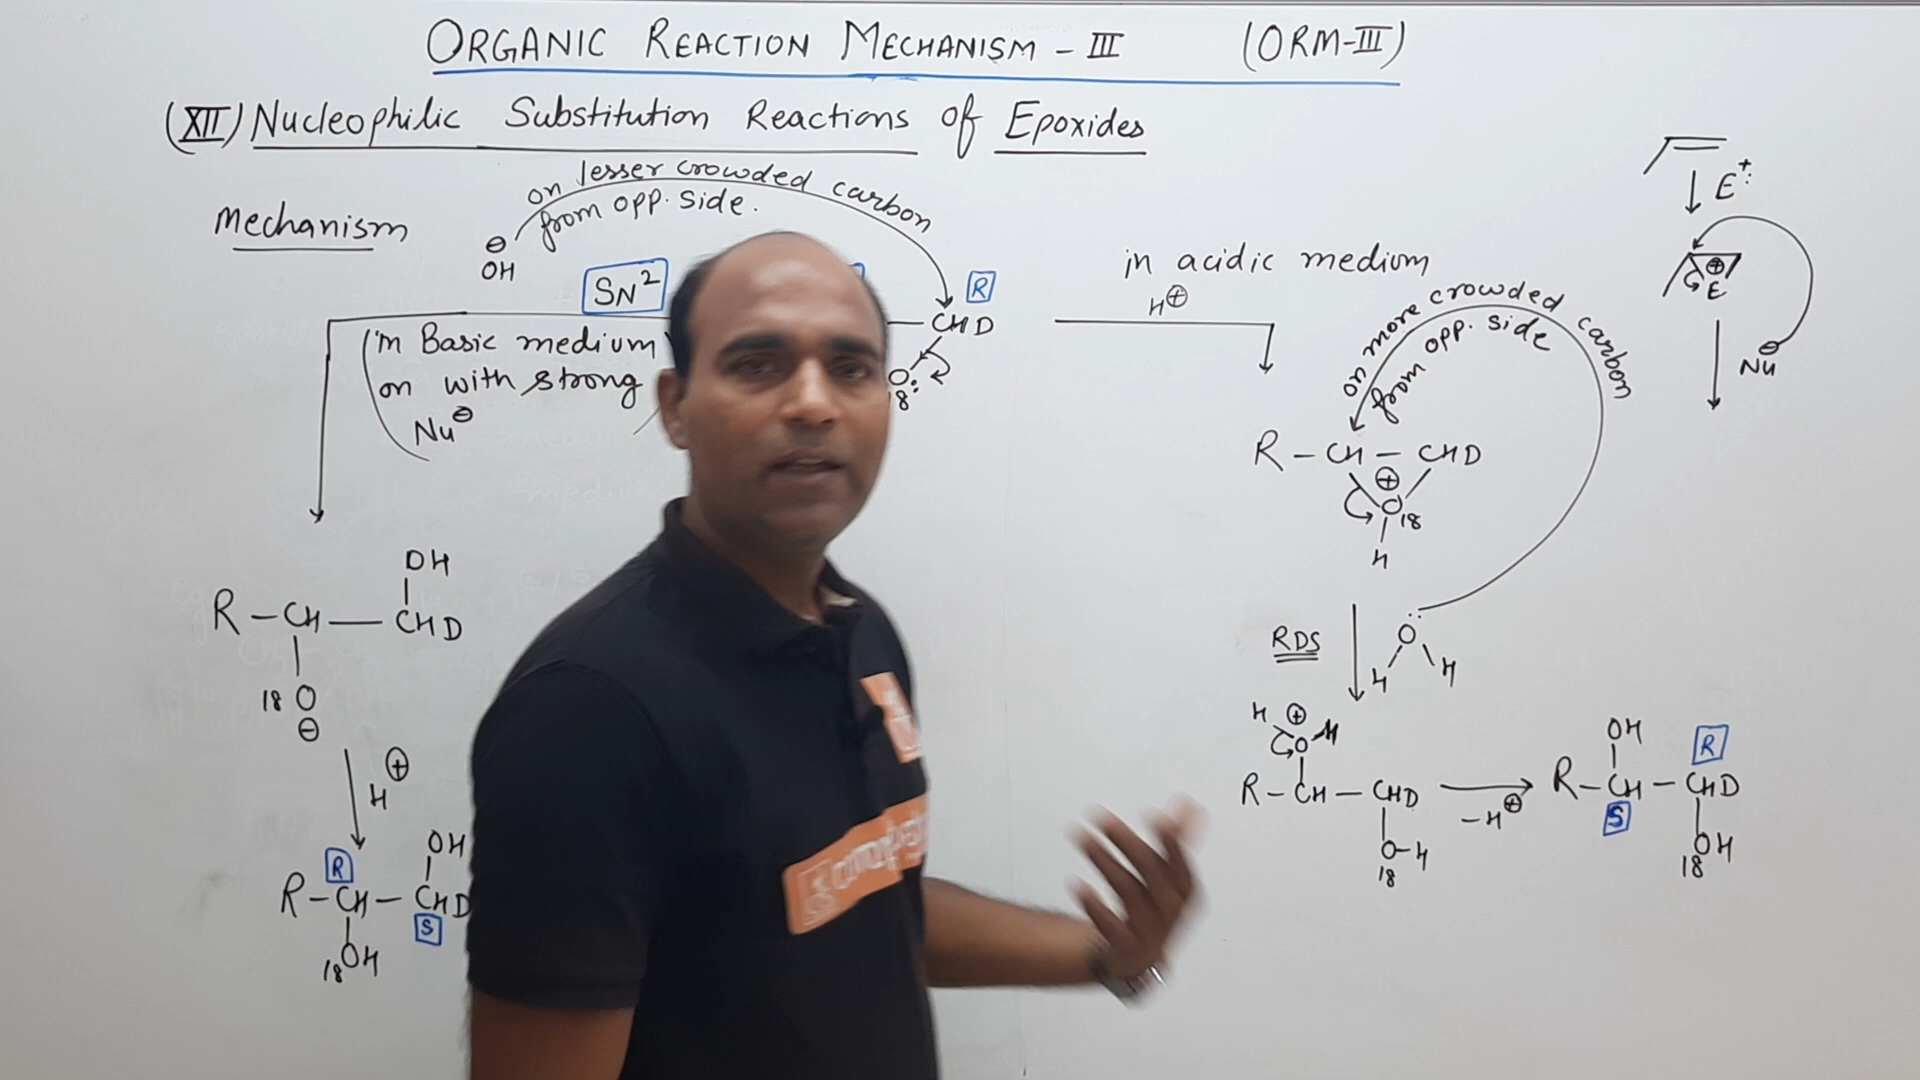 ORGANIC REACTION MECHANISM - III (ORM-III)
(XII) Nucleophilic Substitution Reactions of Epoxides
Mechanism
on lesser crowded carbon
from opp. side.
⊖
OH
SN²
(in Basic medium
on with strong
Nu⊖ )
R
CHD
O:
18
in acidic medium
H⊕
on more crowded carbon
from opp. side
R – CH – CHD
⊕
O18
H
RDS
O
H H
E⁺
⊕
E
Nu⊖
OH
R – CH — CHD
18 O
⊖
H⊕
R OH
R – CH – CHD
S
18OH
H ⊕
O–H
R – CH – CHD
O–H
18
–H⊕
OH R
R – CH – CHD
S
18OH